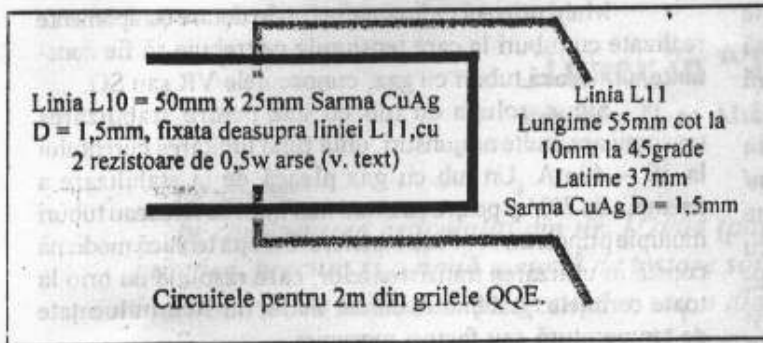 Linia L10 = 50mm x 25mm Sarma CuAg
D = 1,5mm, fixata deasupra liniei L11,cu
2 rezistoare de 0,5w arse (v. text)
Linia L11
Lungime 55mm cot la
10mm la 45grade
Latime 37mm
Sarma CuAg D = 1,5mm
Circuitele pentru 2m din grilele QQE.